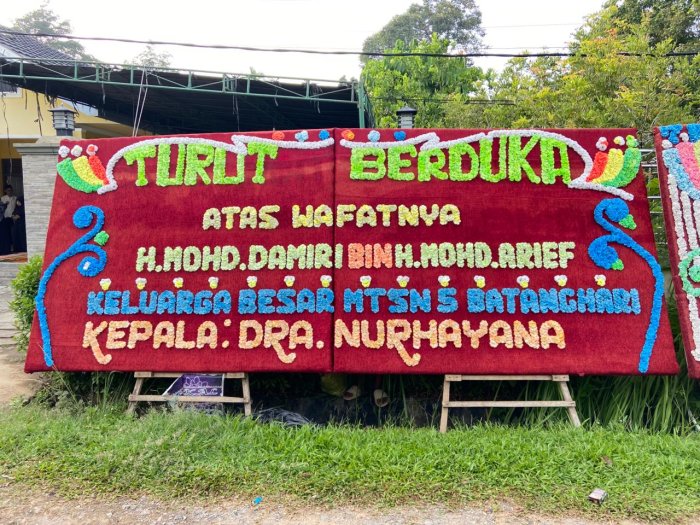 TURUT BERDUKA
ATAS WAFATNYA
H.MOHD.DAMIRI BIN H.MOHD.ARIEF
KELUARGA BESAR MTSN 5 BATANGHARI
KEPALA: DRA. NURHAYANA